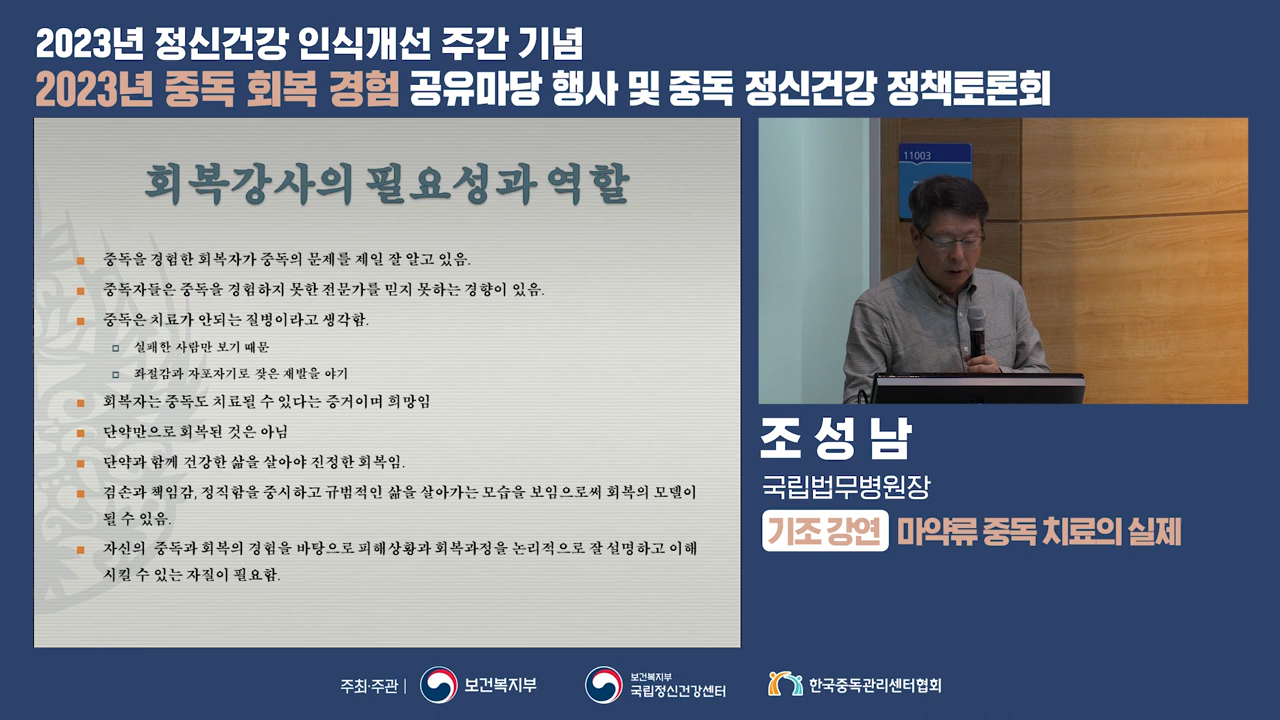 2023년 정신건강 인식개선 주간 기념
2023년 중독 회복 경험 공유마당 행사 및 중독 정신건강 정책토론회
회복강사의 필요성과 역할
중독을 경험한 회복자가 중독의 문제를 제일 잘 알고 있음.
중독자들은 중독을 경험하지 못한 전문가를 믿지 못하는 경향이 있음.
중독은 치료가 안되는 질병이라고 생각함.
실패한 사람만 보기 때문
좌절감과 자포자기로 잦은 재발을 야기
회복자는 중독도 치료될 수 있다는 증거이며 희망임
단약만으로 회복된 것은 아님
단약과 함께 건강한 삶을 살아야 진정한 회복임.
겸손과 책임감, 정직함을 중시하고 규범적인 삶을 살아가는 모습을 보임으로써 회복의 모델이
될 수 있음.
자신의 중독과 회복의 경험을 바탕으로 피해상황과 회복과정을 논리적으로 잘 설명하고 이해
시킬 수 있는 자질이 필요함.
11003
조성남
국립법무병원장
기조 강연 마약류 중독 치료의 실제
주최·주관 | 보건복지부
보건복지부
국립정신건강센터
한국중독관리센터협회